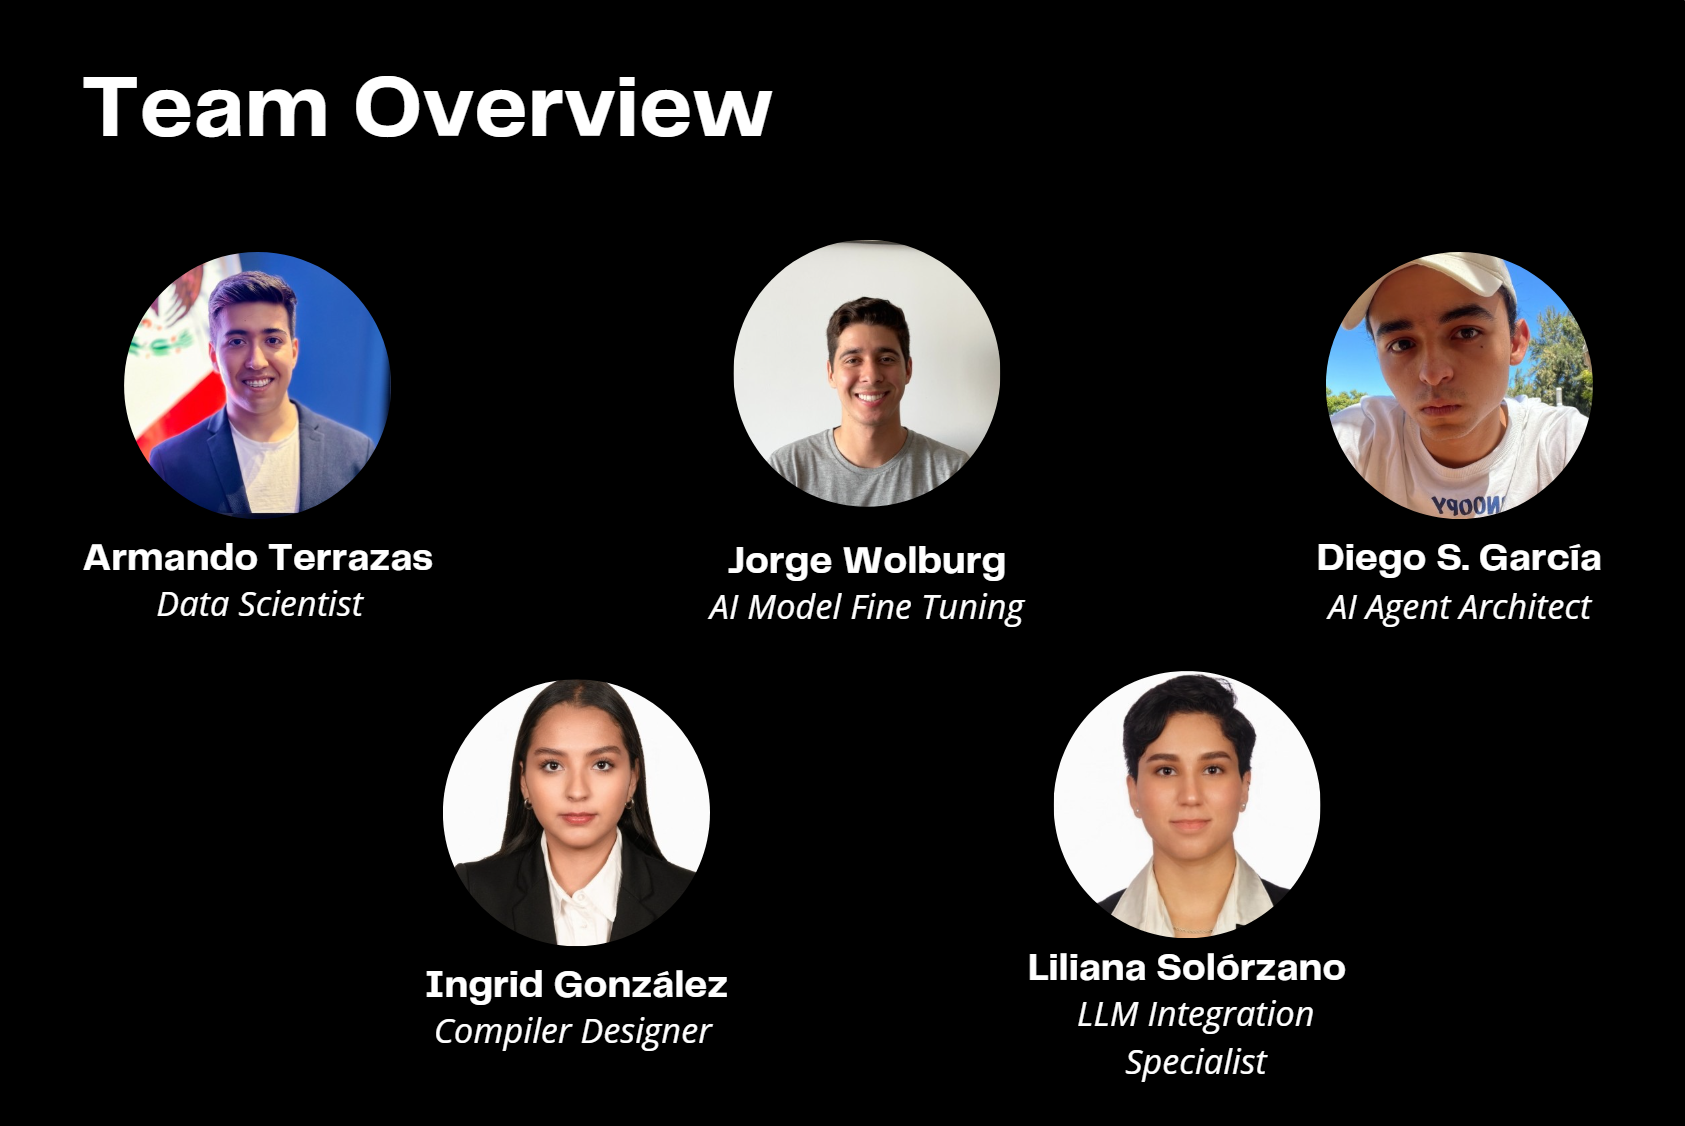 Team Overview
SNOOPY
Armando Terrazas
Data Scientist
Jorge Wolburg
AI Model Fine Tuning
Diego S. García
AI Agent Architect
Ingrid González
Compiler Designer
Liliana Solórzano
LLM Integration
Specialist